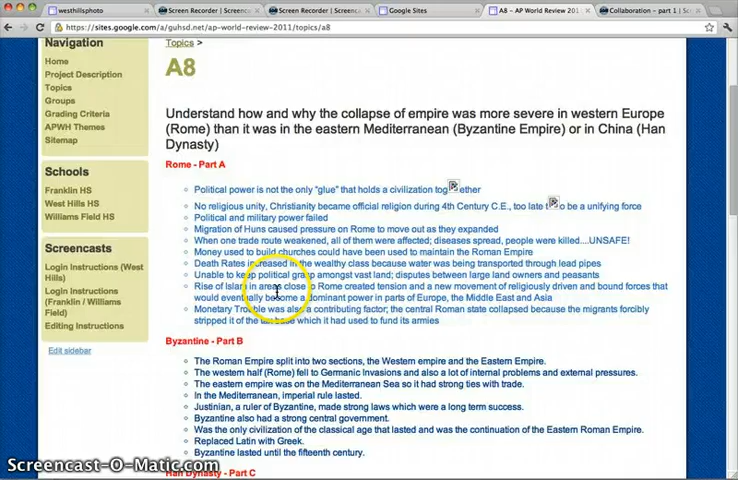 westhillsphoto
Screen Recorder | Screenca
Screen Recorder | Screenca
Google Sites
A8 - AP World Review 201
Collaboration - part 1 | Sc
https://sites.google.com/a/guhsd.net/ap-world-review-2011/topics/a8
Navigation
Home
Project Description
Topics
Groups
Grading Criteria
APWH Themes
Sitemap
Schools
Franklin HS
West Hills HS
Williams Field HS
Screencasts
Login Instructions (West
Hills)
Login Instructions
(Franklin / Williams
Field)
Editing Instructions
Edit sidebar
Topics >
A8
Understand how and why the collapse of empire was more severe in western Europe
(Rome) than it was in the eastern Mediterranean (Byzantine Empire) or in China (Han
Dynasty)
Rome - Part A
Political power is not the only "glue" that holds a civilization together
No religious unity, Christianity became official religion during 4th Century C.E., too late to be a unifying force
Political and military power failed
Migration of Huns caused pressure on Rome to move out as they expanded
When one trade route weakened, all of them were affected; diseases spread, people were killed....UNSAFE!
Money used to build churches could have been used to maintain the Roman Empire
Death Rates increased in the wealthy class because water was being transported through lead pipes
Unable to keep political grasp amongst vast land; disputes between large land owners and peasants
Rise of Islam in areas close to Rome created tension and a new movement of religiously driven and bound forces that
would eventually become a dominant power in parts of Europe, the Middle East and Asia
Monetary Trouble was also a contributing factor; the central Roman state collapsed because the migrants forcibly
stripped it of the tax base which it had used to fund its armies
Byzantine - Part B
The Roman Empire split into two sections, the Western empire and the Eastern Empire.
The western half (Rome) fell to Germanic Invasions and also a lot of internal problems and external pressures.
The eastern empire was on the Mediterranean Sea so it had strong ties with trade.
In the Mediterranean, imperial rule lasted.
Justinian, a ruler of Byzantine, made strong laws which were a long term success.
Byzantine also had a strong central government.
Was the only civilization of the classical age that lasted and was the continuation of the Eastern Roman Empire.
Replaced Latin with Greek.
Byzantine lasted until the fifteenth century.
Han Dynasty - Part C
Screencast-O-Matic.com